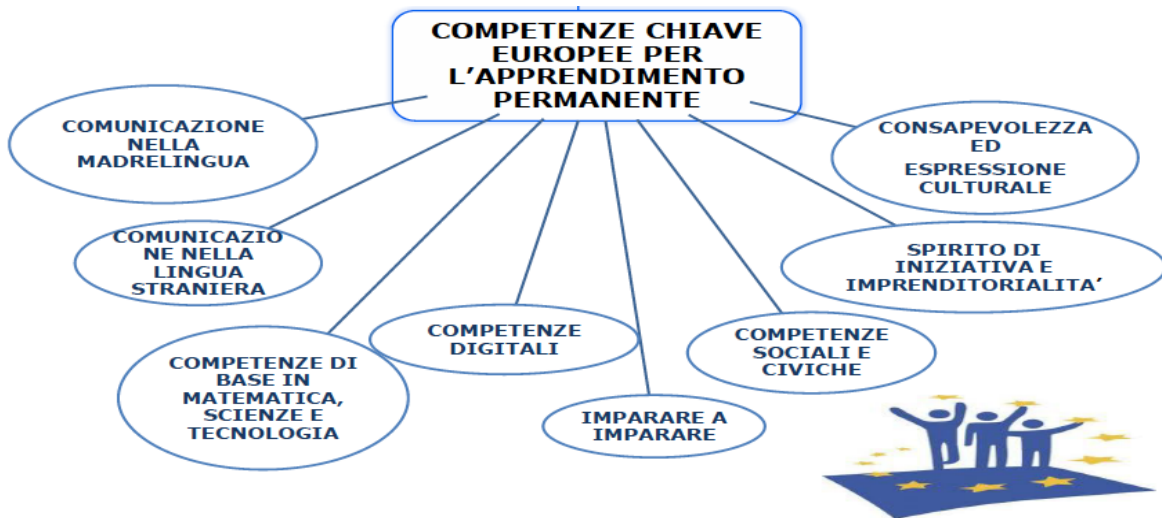 COMPETENZE CHIAVE
EUROPEE PER
L'APPRENDIMENTO
PERMANENTE
COMUNICAZIONE
NELLA
MADRELINGUA
COMUNICAZIO
NE NELLA
LINGUA
STRANIERA
COMPETENZE DI
BASE IN
MATEMATICA,
SCIENZE E
TECNOLOGIA
COMPETENZE
DIGITALI
IMPARARE A
IMPARARE
COMPETENZE
SOCIALI E
CIVICHE
SPIRITO DI
INIZIATIVA E
IMPRENDITORIALITA'
CONSAPEVOLEZZA
ED
ESPRESSIONE
CULTURALE